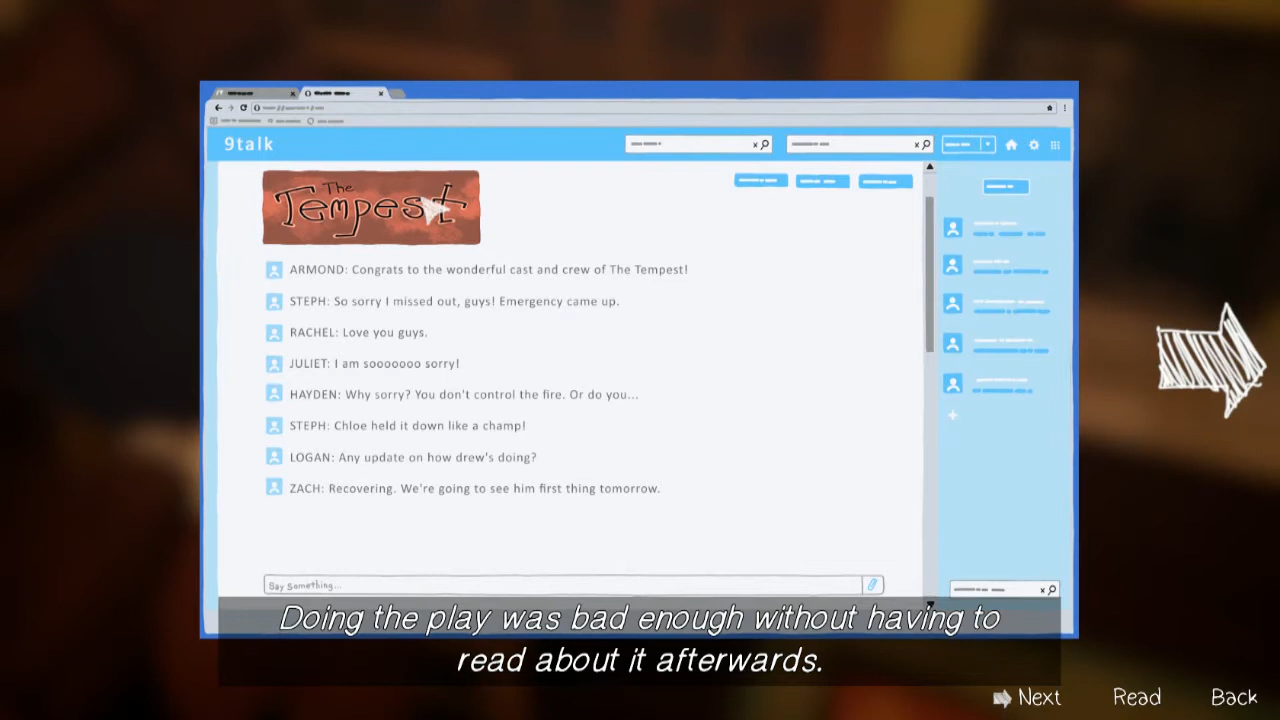 9talk
The
Tempest
ARMOND: Congrats to the wonderful cast and crew of The Tempest!
STEPH: So sorry I missed out, guys! Emergency came up.
RACHEL: Love you guys.
JULIET: I am sooooooo sorry!
HAYDEN: Why sorry? You don't control the fire. Or do you...
STEPH: Chloe held it down like a champ!
LOGAN: Any update on how drew's doing?
ZACH: Recovering. We're going to see him first thing tomorrow.
Say Something...
Doing the play was bad enough without having to
read about it afterwards.
Next Read Back